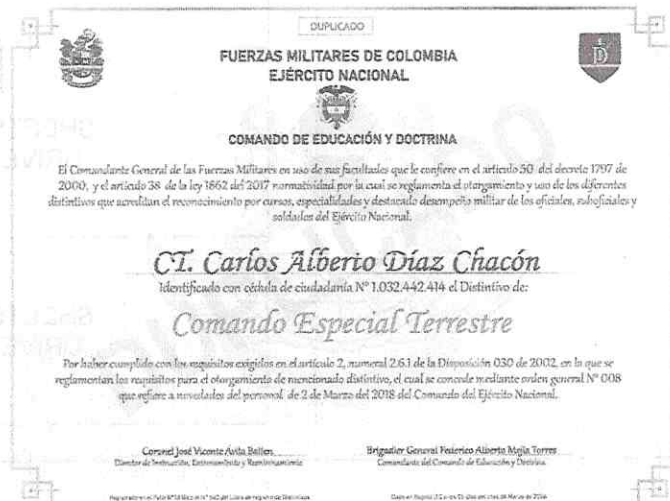 DUPLICADO
FUERZAS MILITARES DE COLOMBIA
EJÉRCITO NACIONAL
COMANDO DE EDUCACIÓN Y DOCTRINA
El Comandante General de las Fuerzas Militares en uso de sus facultades que le confiere en el artículo 50 del decreto 1797 de
2000, y el artículo 38 de la ley 1862 del 2017 normatividad por la cual se reglamenta el otorgamiento y uso de los diferentes
distintivos que acreditan el reconocimiento por cursos, especialidades y destacado desempeño militar de los oficiales, suboficiales y
soldados del Ejército Nacional.
CT. Carlos Alberto Díaz Chacón
Identificado con cédula de ciudadanía Nº 1.032.442.414 el Distintivo de:
Comando Especial Terrestre
Por haber cumplido con los requisitos exigidos en el artículo 2, numeral 2.6.1 de la Disposición 030 de 2002, en la que se
reglamentan los requisitos para el otorgamiento de mencionado distintivo, el cual se concede mediante orden general Nº 008
que refiere a novedades del personal de 2 de Marzo del 2018 del Comando del Ejército Nacional.
Coronel José Vicente Ávila
Director de Instrucción, Entrenamiento y Reentrenamiento
Brigadier General Federico Alberto Mejía Torres
Comandante del Comando de Educación y Doctrina